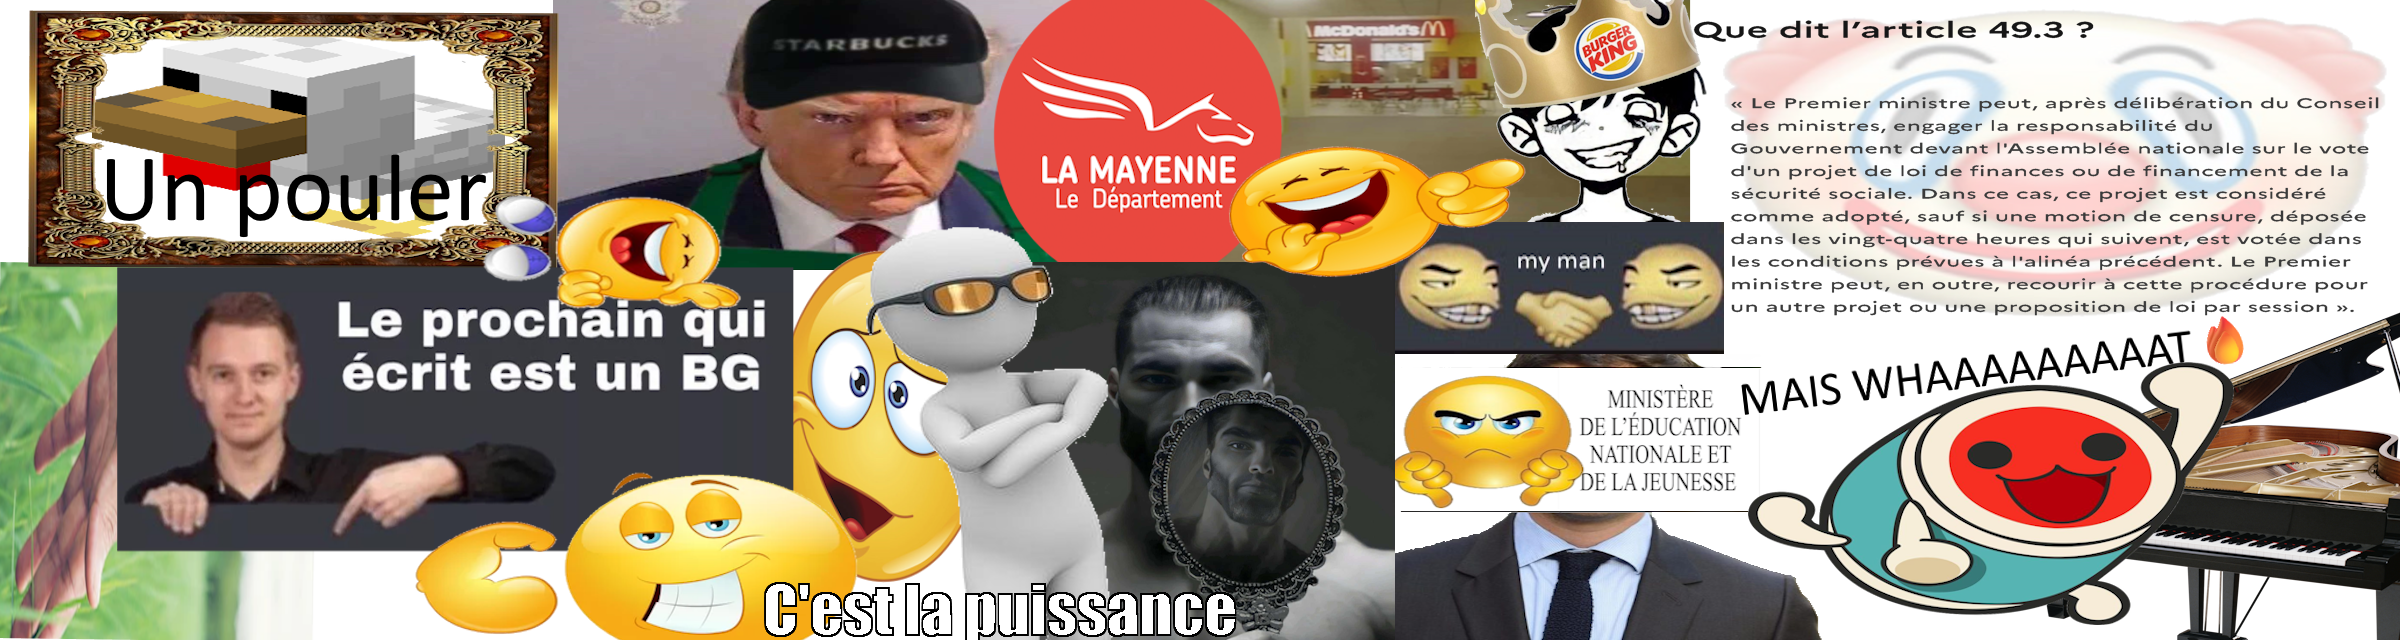 Un pouler
STARBUCKS
LA MAYENNE
Le Département
McDonald's
BURGER
KING
Que dit l’article 49.3 ?
« Le Premier ministre peut, après délibération du Conseil
des ministres, engager la responsabilité du
Gouvernement devant l'Assemblée nationale sur le vote
d'un projet de loi de finances ou de financement de la
sécurité sociale. Dans ce cas, ce projet est considéré
comme adopté, sauf si une motion de censure, déposée
dans les vingt-quatre heures qui suivent, est votée dans
les conditions prévues à l'alinéa précédent. Le Premier
ministre peut, en outre, recourir à cette procédure pour
un autre projet ou une proposition de loi par session ».
Le prochain qui
écrit est un BG
my man
MINISTÈRE
DE L’ÉDUCATION
NATIONALE ET
DE LA JEUNESSE
MAIS WHAAAAAAAAAT
C'est la puissance